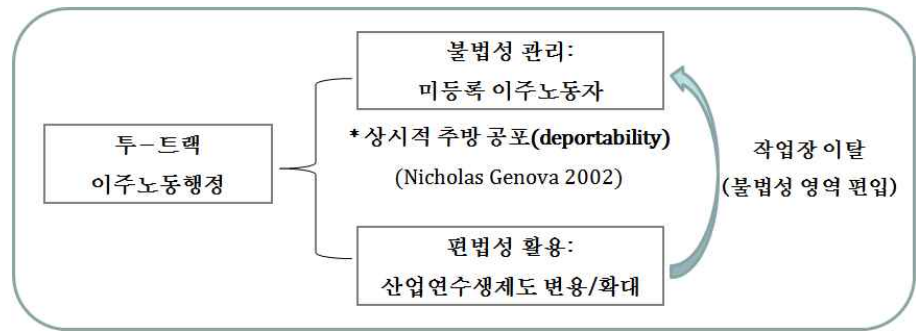 불법성 관리:
미등록 이주노동자
* 상시적 추방 공포(deportability)
(Nicholas Genova 2002)
투-트랙
이주노동행정
작업장 이탈
(불법성 영역 편입)
편법성 활용:
산업연수생제도 변용/확대